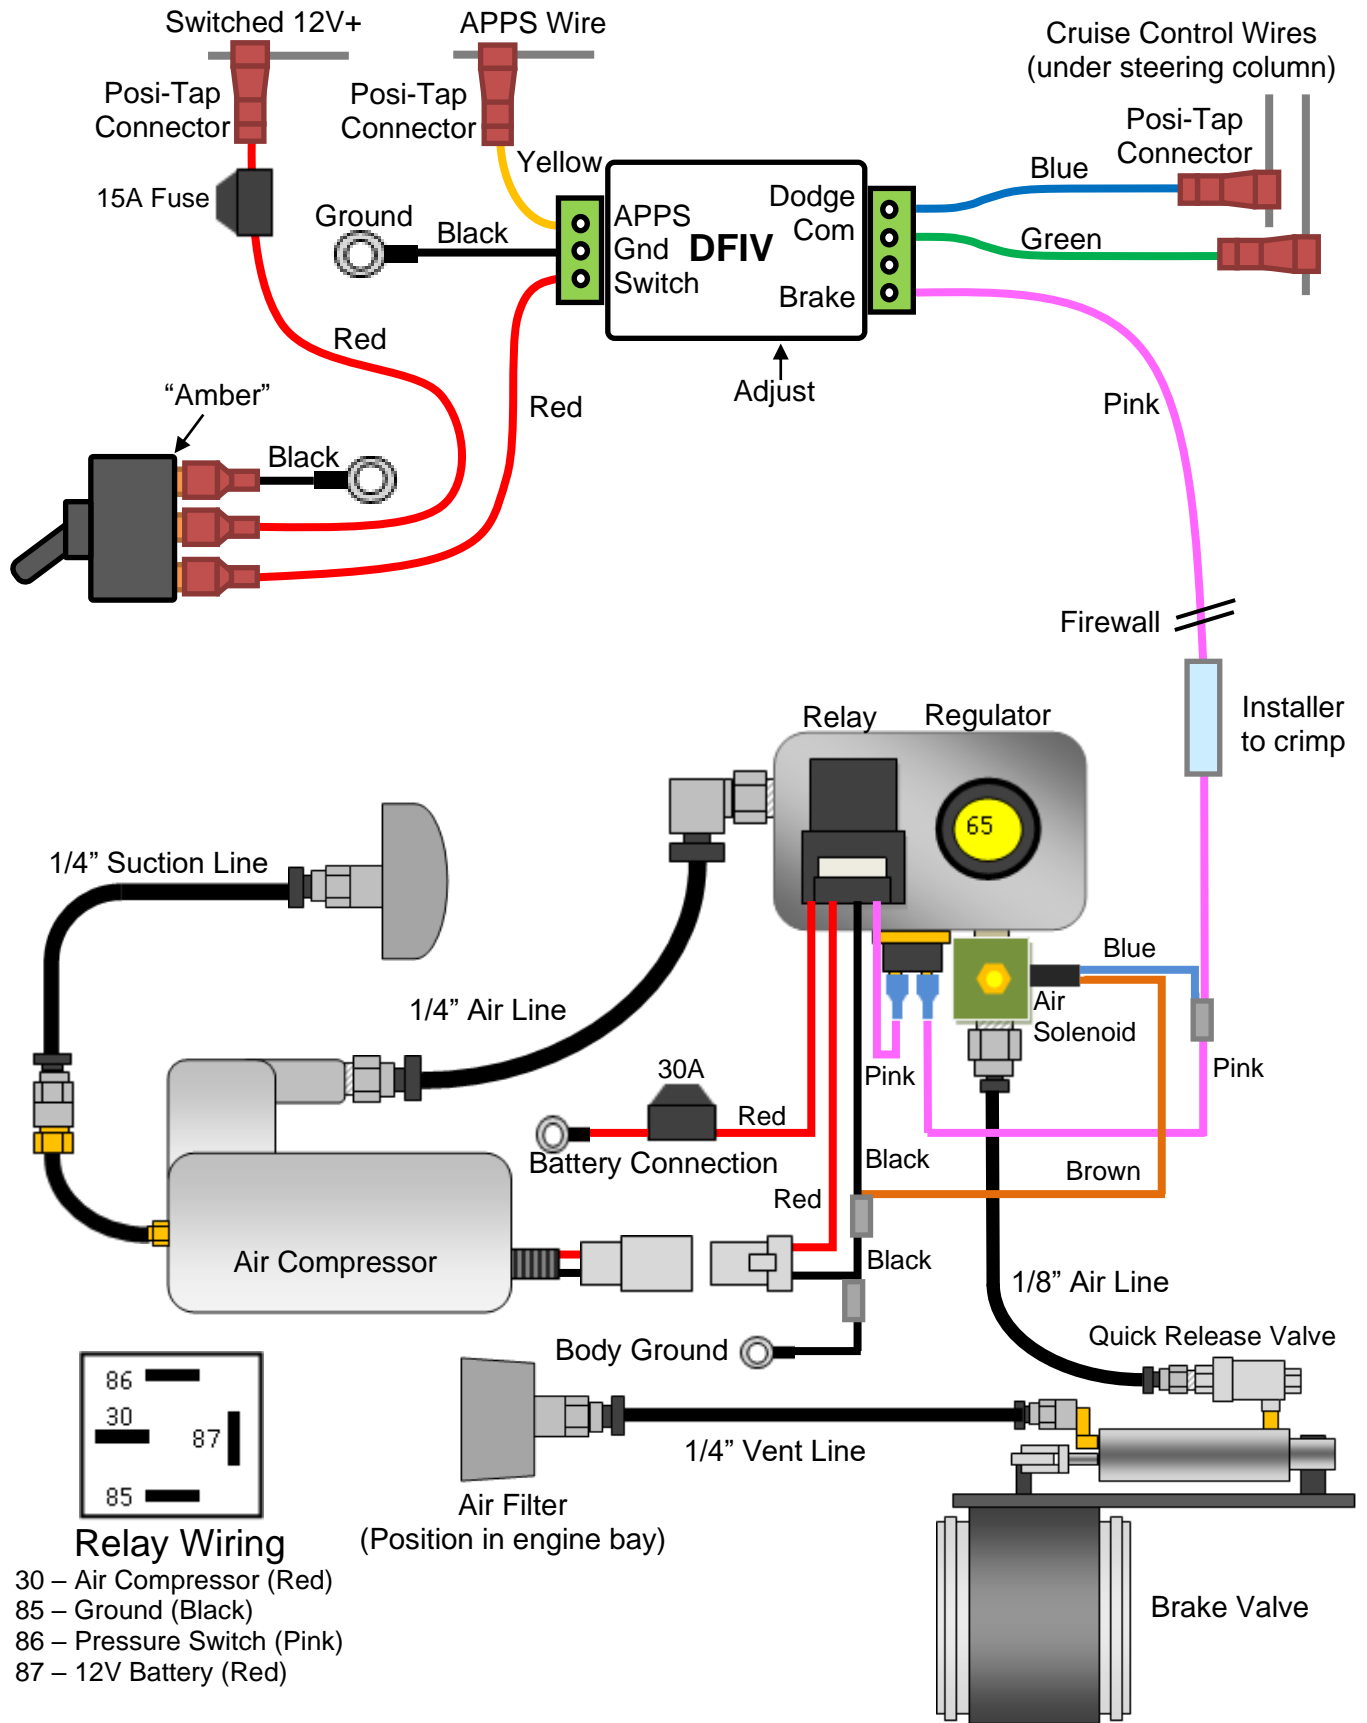 Switched 12V+
APPS Wire
Cruise Control Wires
(under steering column)
Posi-Tap
Connector
Posi-Tap
Connector
Posi-Tap
Connector
15A Fuse
Yellow
Blue
Ground
Black
APPS
Gnd
Switch
DFIV
Dodge
Com
Brake
Green
Red
Red
Adjust
Pink
"Amber"
Black
Firewall
Installer
to crimp
Relay
Regulator
65
1/4" Suction Line
1/4" Air Line
Blue
Air
Solenoid
30A
Pink
Pink
Red
Battery Connection
Black
Brown
Red
Air Compressor
Black
1/8" Air Line
Body Ground
Quick Release Valve
86
30
87
85
1/4" Vent Line
Air Filter
(Position in engine bay)
Relay Wiring
30 – Air Compressor (Red)
85 – Ground (Black)
86 – Pressure Switch (Pink)
87 – 12V Battery (Red)
Brake Valve